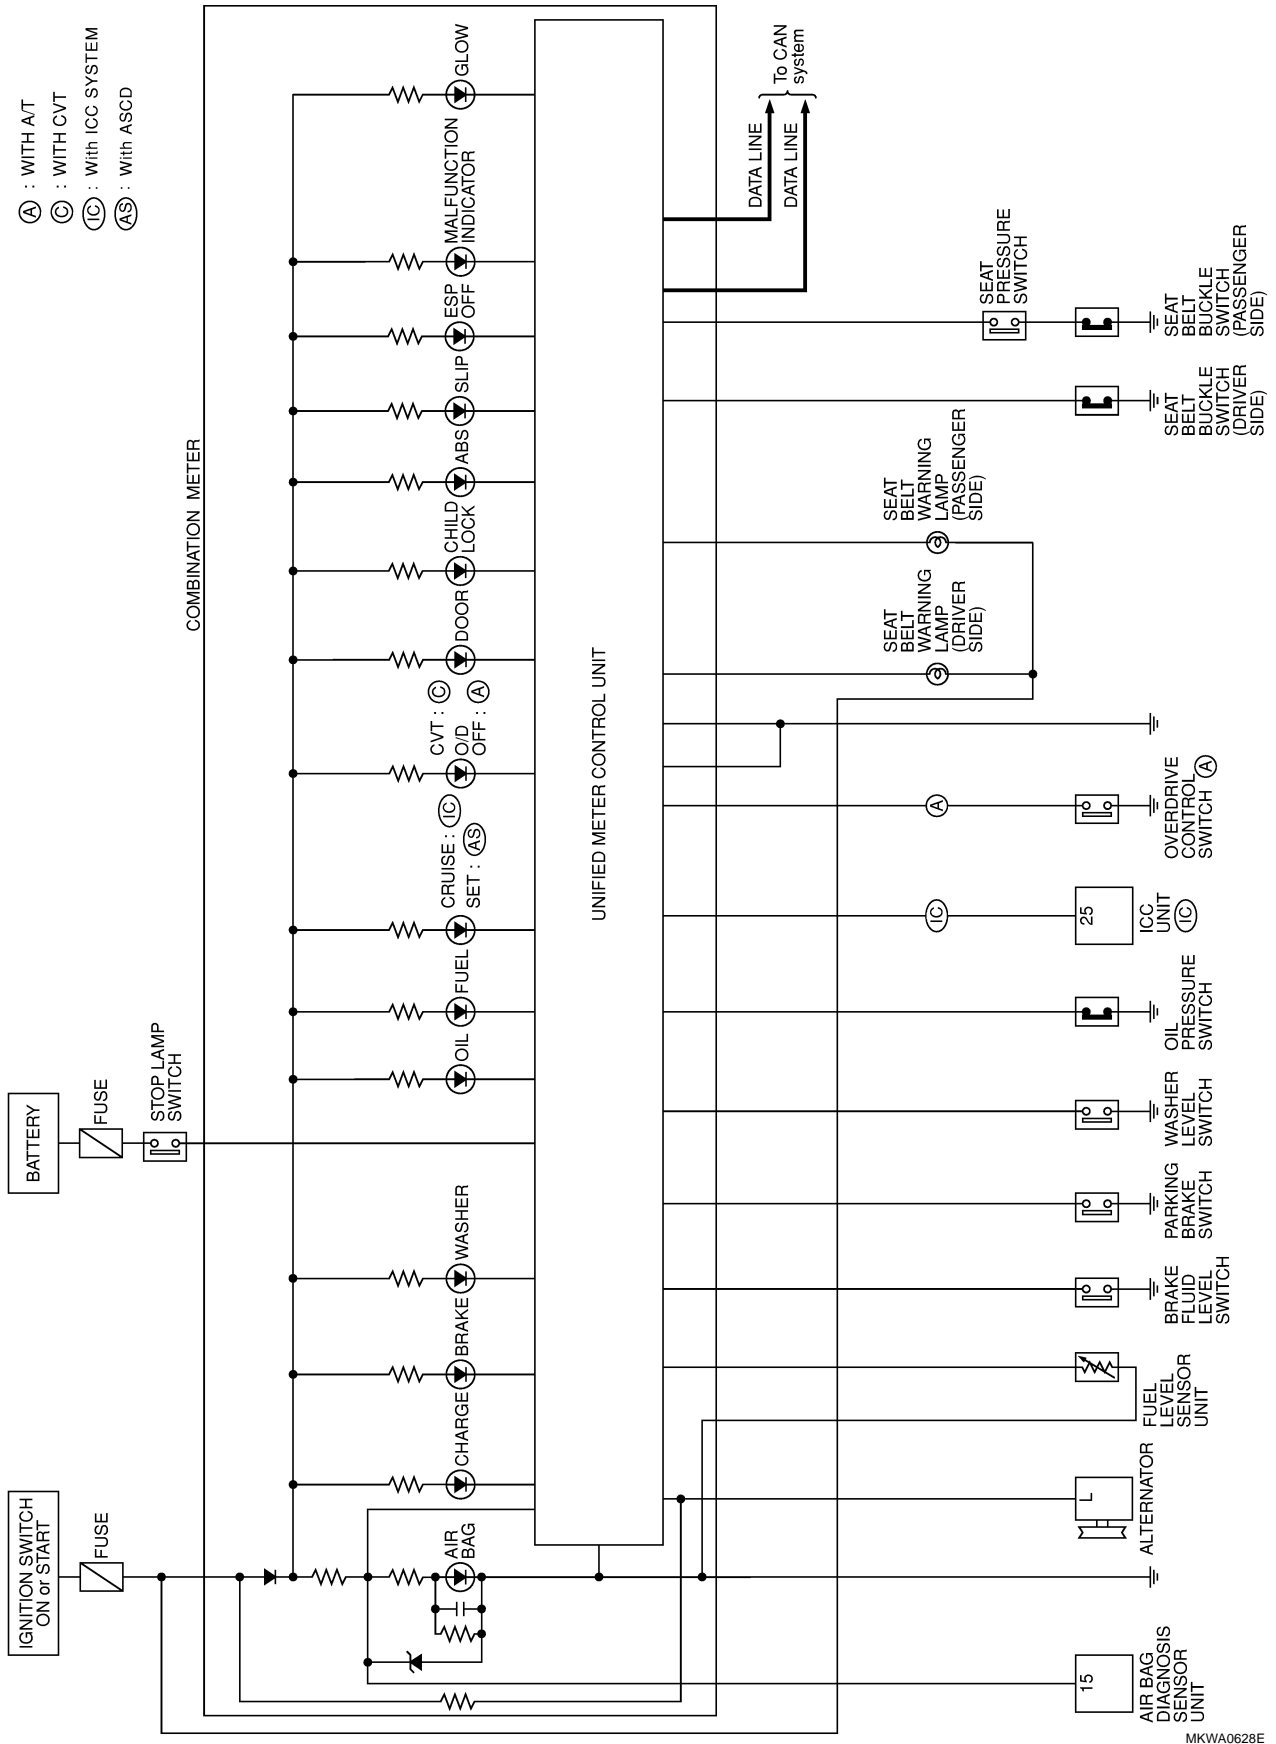 IGNITION SWITCH
ON or START
FUSE
BATTERY
FUSE
STOP LAMP
SWITCH
COMBINATION METER
Ⓐ : WITH A/T
Ⓒ : WITH CVT
(IC) : With ICC SYSTEM
(AS) : With ASCD
AIR
BAG
CHARGE
BRAKE
WASHER
OIL
FUEL
CRUISE : (IC)
SET : (AS)
CVT : Ⓒ
O/D
OFF : Ⓐ
DOOR
CHILD
LOCK
ABS
SLIP
ESP
OFF
MALFUNCTION
INDICATOR
GLOW
UNIFIED METER CONTROL UNIT
DATA LINE
DATA LINE
To CAN
system
15
AIR BAG
DIAGNOSIS
SENSOR
UNIT
L
ALTERNATOR
FUEL
LEVEL
SENSOR
UNIT
BRAKE
FLUID
LEVEL
SWITCH
PARKING
BRAKE
SWITCH
WASHER
LEVEL
SWITCH
OIL
PRESSURE
SWITCH
IC
25
ICC
UNIT
(IC)
A
OVERDRIVE
CONTROL
SWITCH Ⓐ
SEAT
BELT
WARNING
LAMP
(DRIVER
SIDE)
SEAT
BELT
WARNING
LAMP
(PASSENGER
SIDE)
SEAT
BELT
BUCKLE
SWITCH
(DRIVER
SIDE)
SEAT
PRESSURE
SWITCH
SEAT
BELT
BUCKLE
SWITCH
(PASSENGER
SIDE)
MKWA0628E